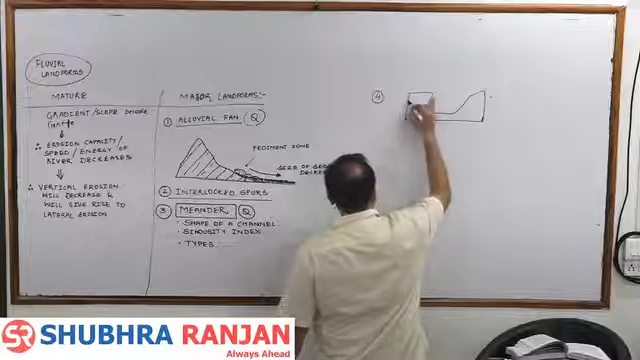 FLUVIAL
LANDFORMS
MATURE
GRADIENT/SLOPE become
Gentle
∴ EROSION CAPACITY/
SPEED/ENERGY OF
RIVER DECREASES
∴ VERTICAL EROSION
WILL DECREASE &
WILL GIVE RISE TO
LATERAL EROSION
MAJOR LANDFORMS:-
① ALLUVIAL FAN Q
PEDIMENT ZONE
SIZE OF
DECRE
② INTERLOCKED SPURS
③ MEANDER Q
• SHAPE OF A CHANNEL
• SINOUSITY INDEX
• TYPES
④
SR SHUBHRA RANJAN
Always Ahead